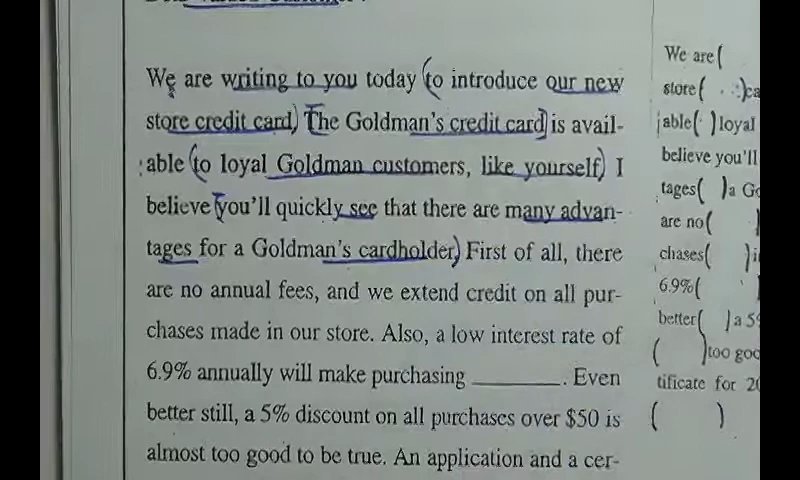 We are writing to you today (to introduce our new
store credit card) The Goldman's credit card] is avail-
able (to loyal Goldman customers, like yourself) I
believe you'll quickly see that there are many advan-
tages for a Goldman's cardholder) First of all, there
are no annual fees, and we extend credit on all pur-
chases made in our store. Also, a low interest rate of
6.9% annually will make purchasing ________. Even
better still, a 5% discount on all purchases over $50 is
almost too good to be true. An application and a cer-
We are(
store( )ca
able( )loyal
believe you'll
tages( )a Go
are no( )
chases( )i
6.9%(
better( )a 5%
( )too goo
tificate for 20
( )